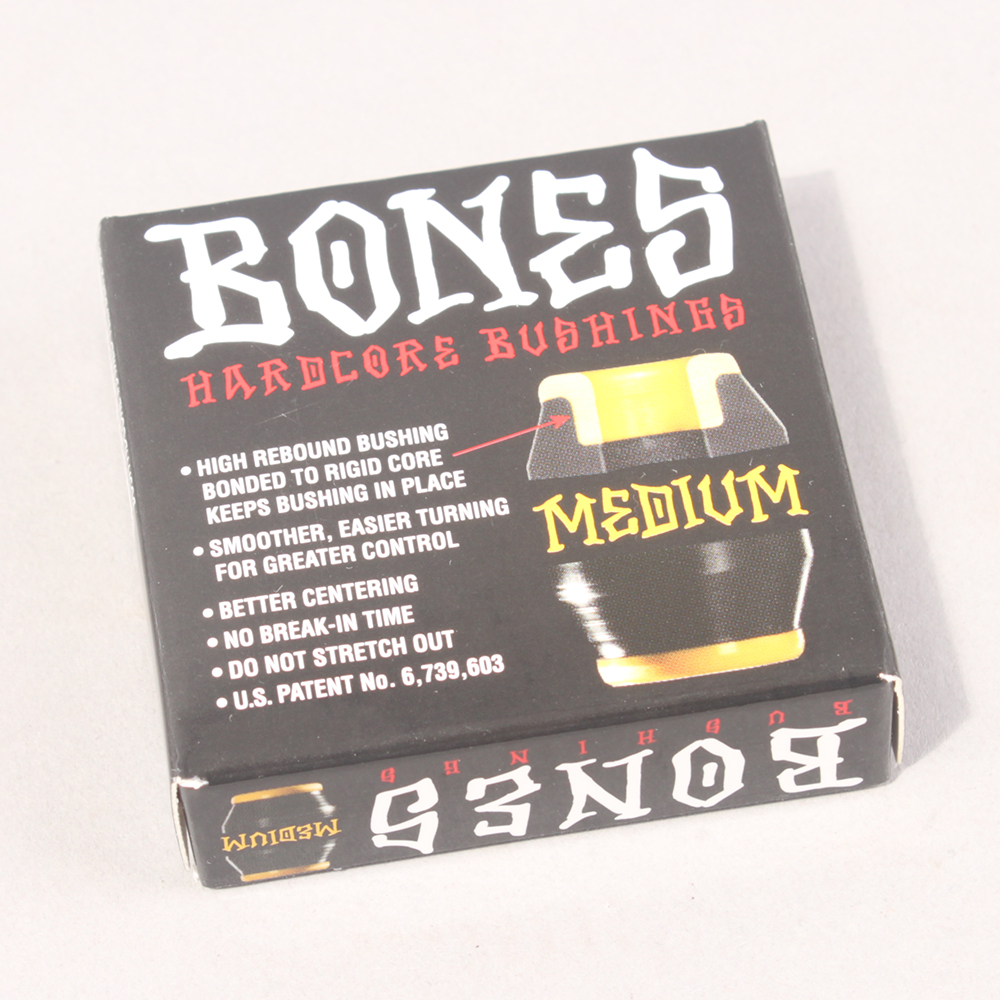 BONES
HARDCORE BUSHINGS
• HIGH REBOUND BUSHING
BONDED TO RIGID CORE
KEEPS BUSHING IN PLACE
• SMOOTHER, EASIER TURNING
FOR GREATER CONTROL
• BETTER CENTERING
• NO BREAK-IN TIME
• DO NOT STRETCH OUT
• U.S. PATENT No. 6,739,603
MEDIUM
BONES
BUSHINGS
MEDIUM